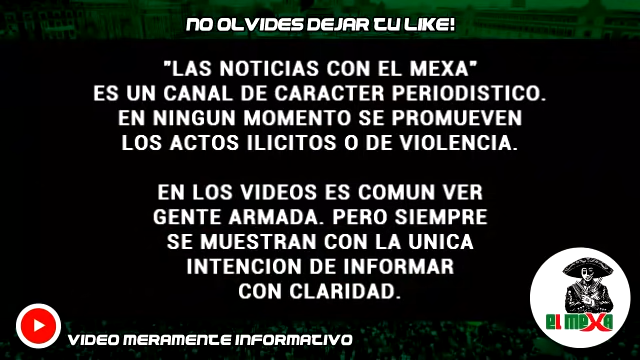 NO OLVIDES DEJAR TU LIKE!
"LAS NOTICIAS CON EL MEXA"
ES UN CANAL DE CARACTER PERIODISTICO.
EN NINGUN MOMENTO SE PROMUEVEN
LOS ACTOS ILICITOS O DE VIOLENCIA.
EN LOS VIDEOS ES COMUN VER
GENTE ARMADA. PERO SIEMPRE
SE MUESTRAN CON LA UNICA
INTENCION DE INFORMAR
CON CLARIDAD.
EL MEXA
VIDEO MERAMENTE INFORMATIVO